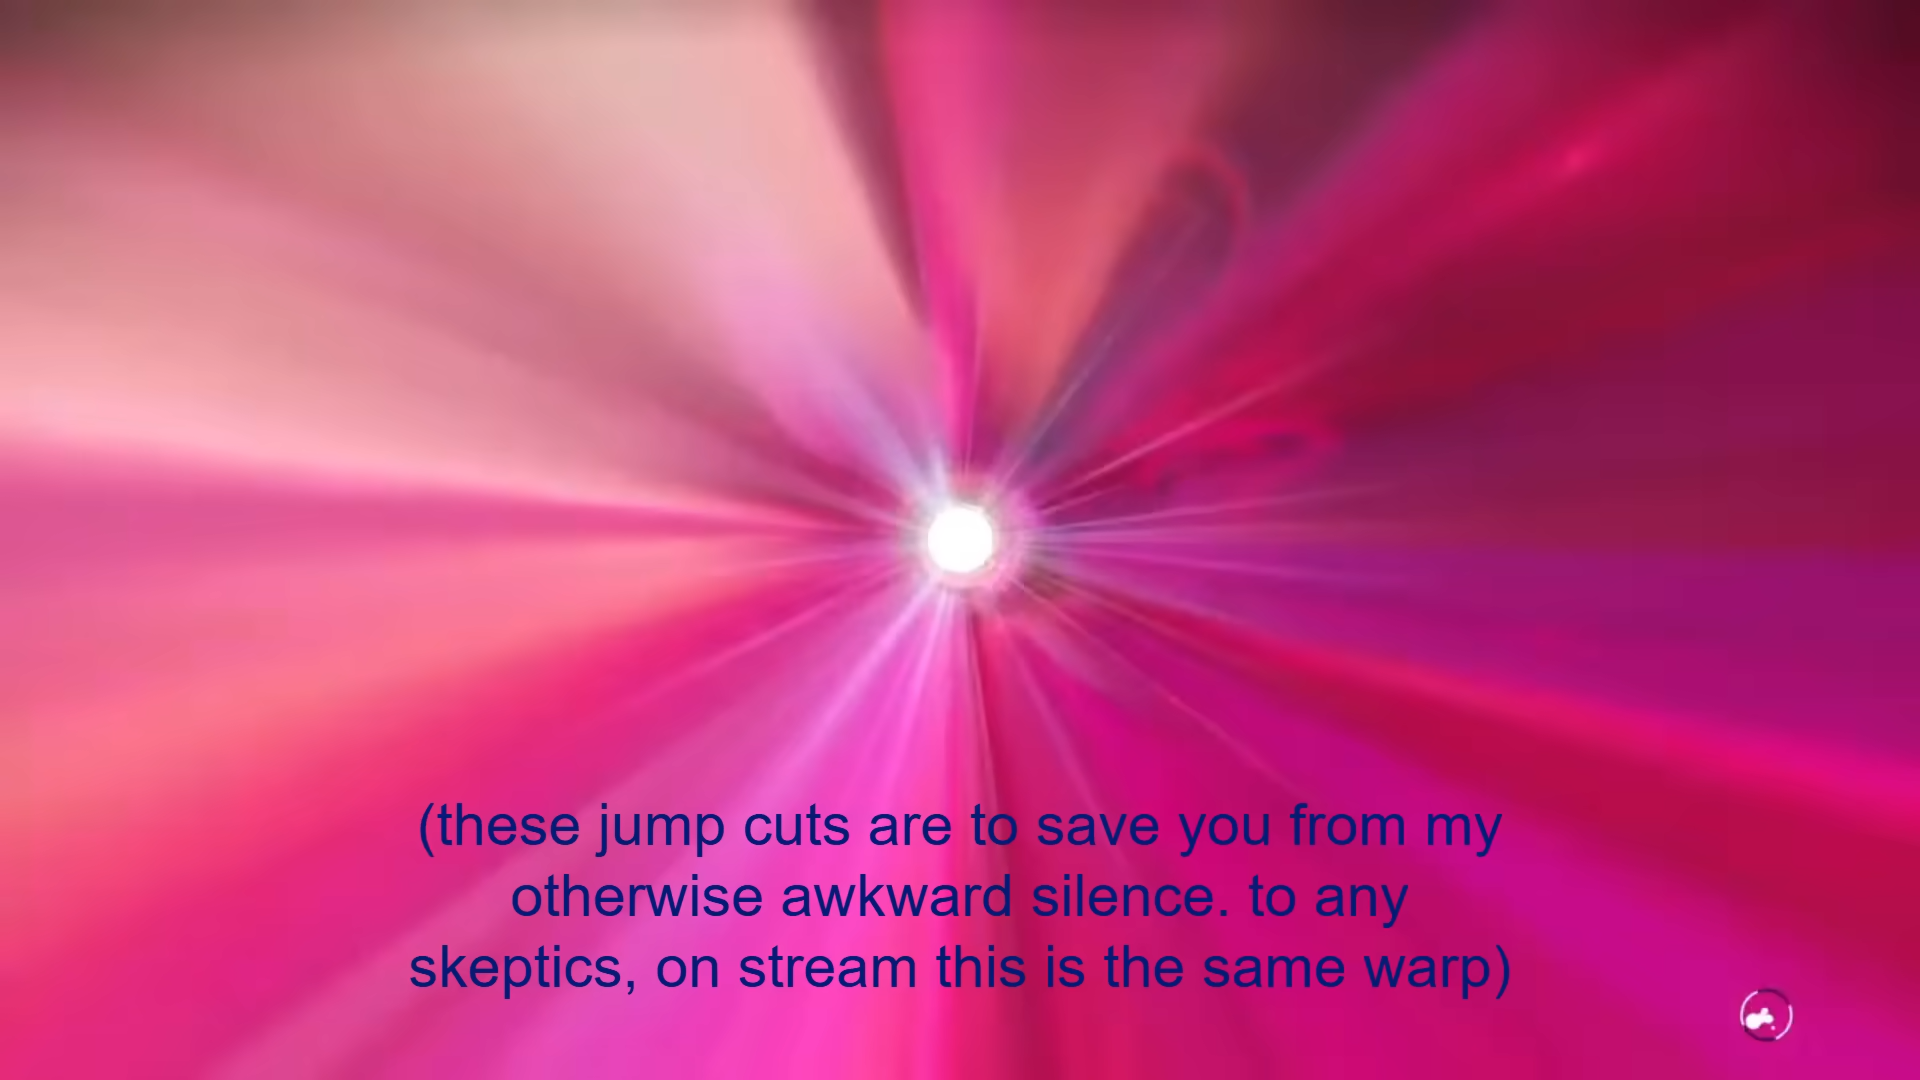 (these jump cuts are to save you from my
otherwise awkward silence. to any
skeptics, on stream this is the same warp)